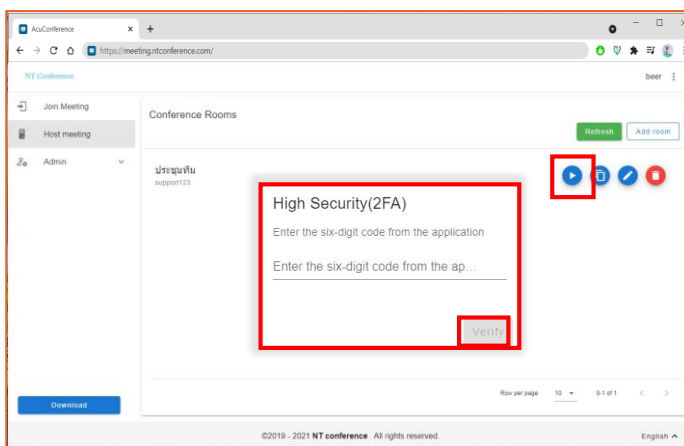 AcuConference
https://meeting.ntconference.com/
NT Conference
beer
Join Meeting
Host meeting
Admin
Conference Rooms
Refresh
Add room
ประชุมทีม
support123
High Security(2FA)
Enter the six-digit code from the application
Enter the six-digit code from the ap...
Verify
Row per page 10 0-1 of 1
Download
©2019 - 2021 NT conference All rights reserved.
English